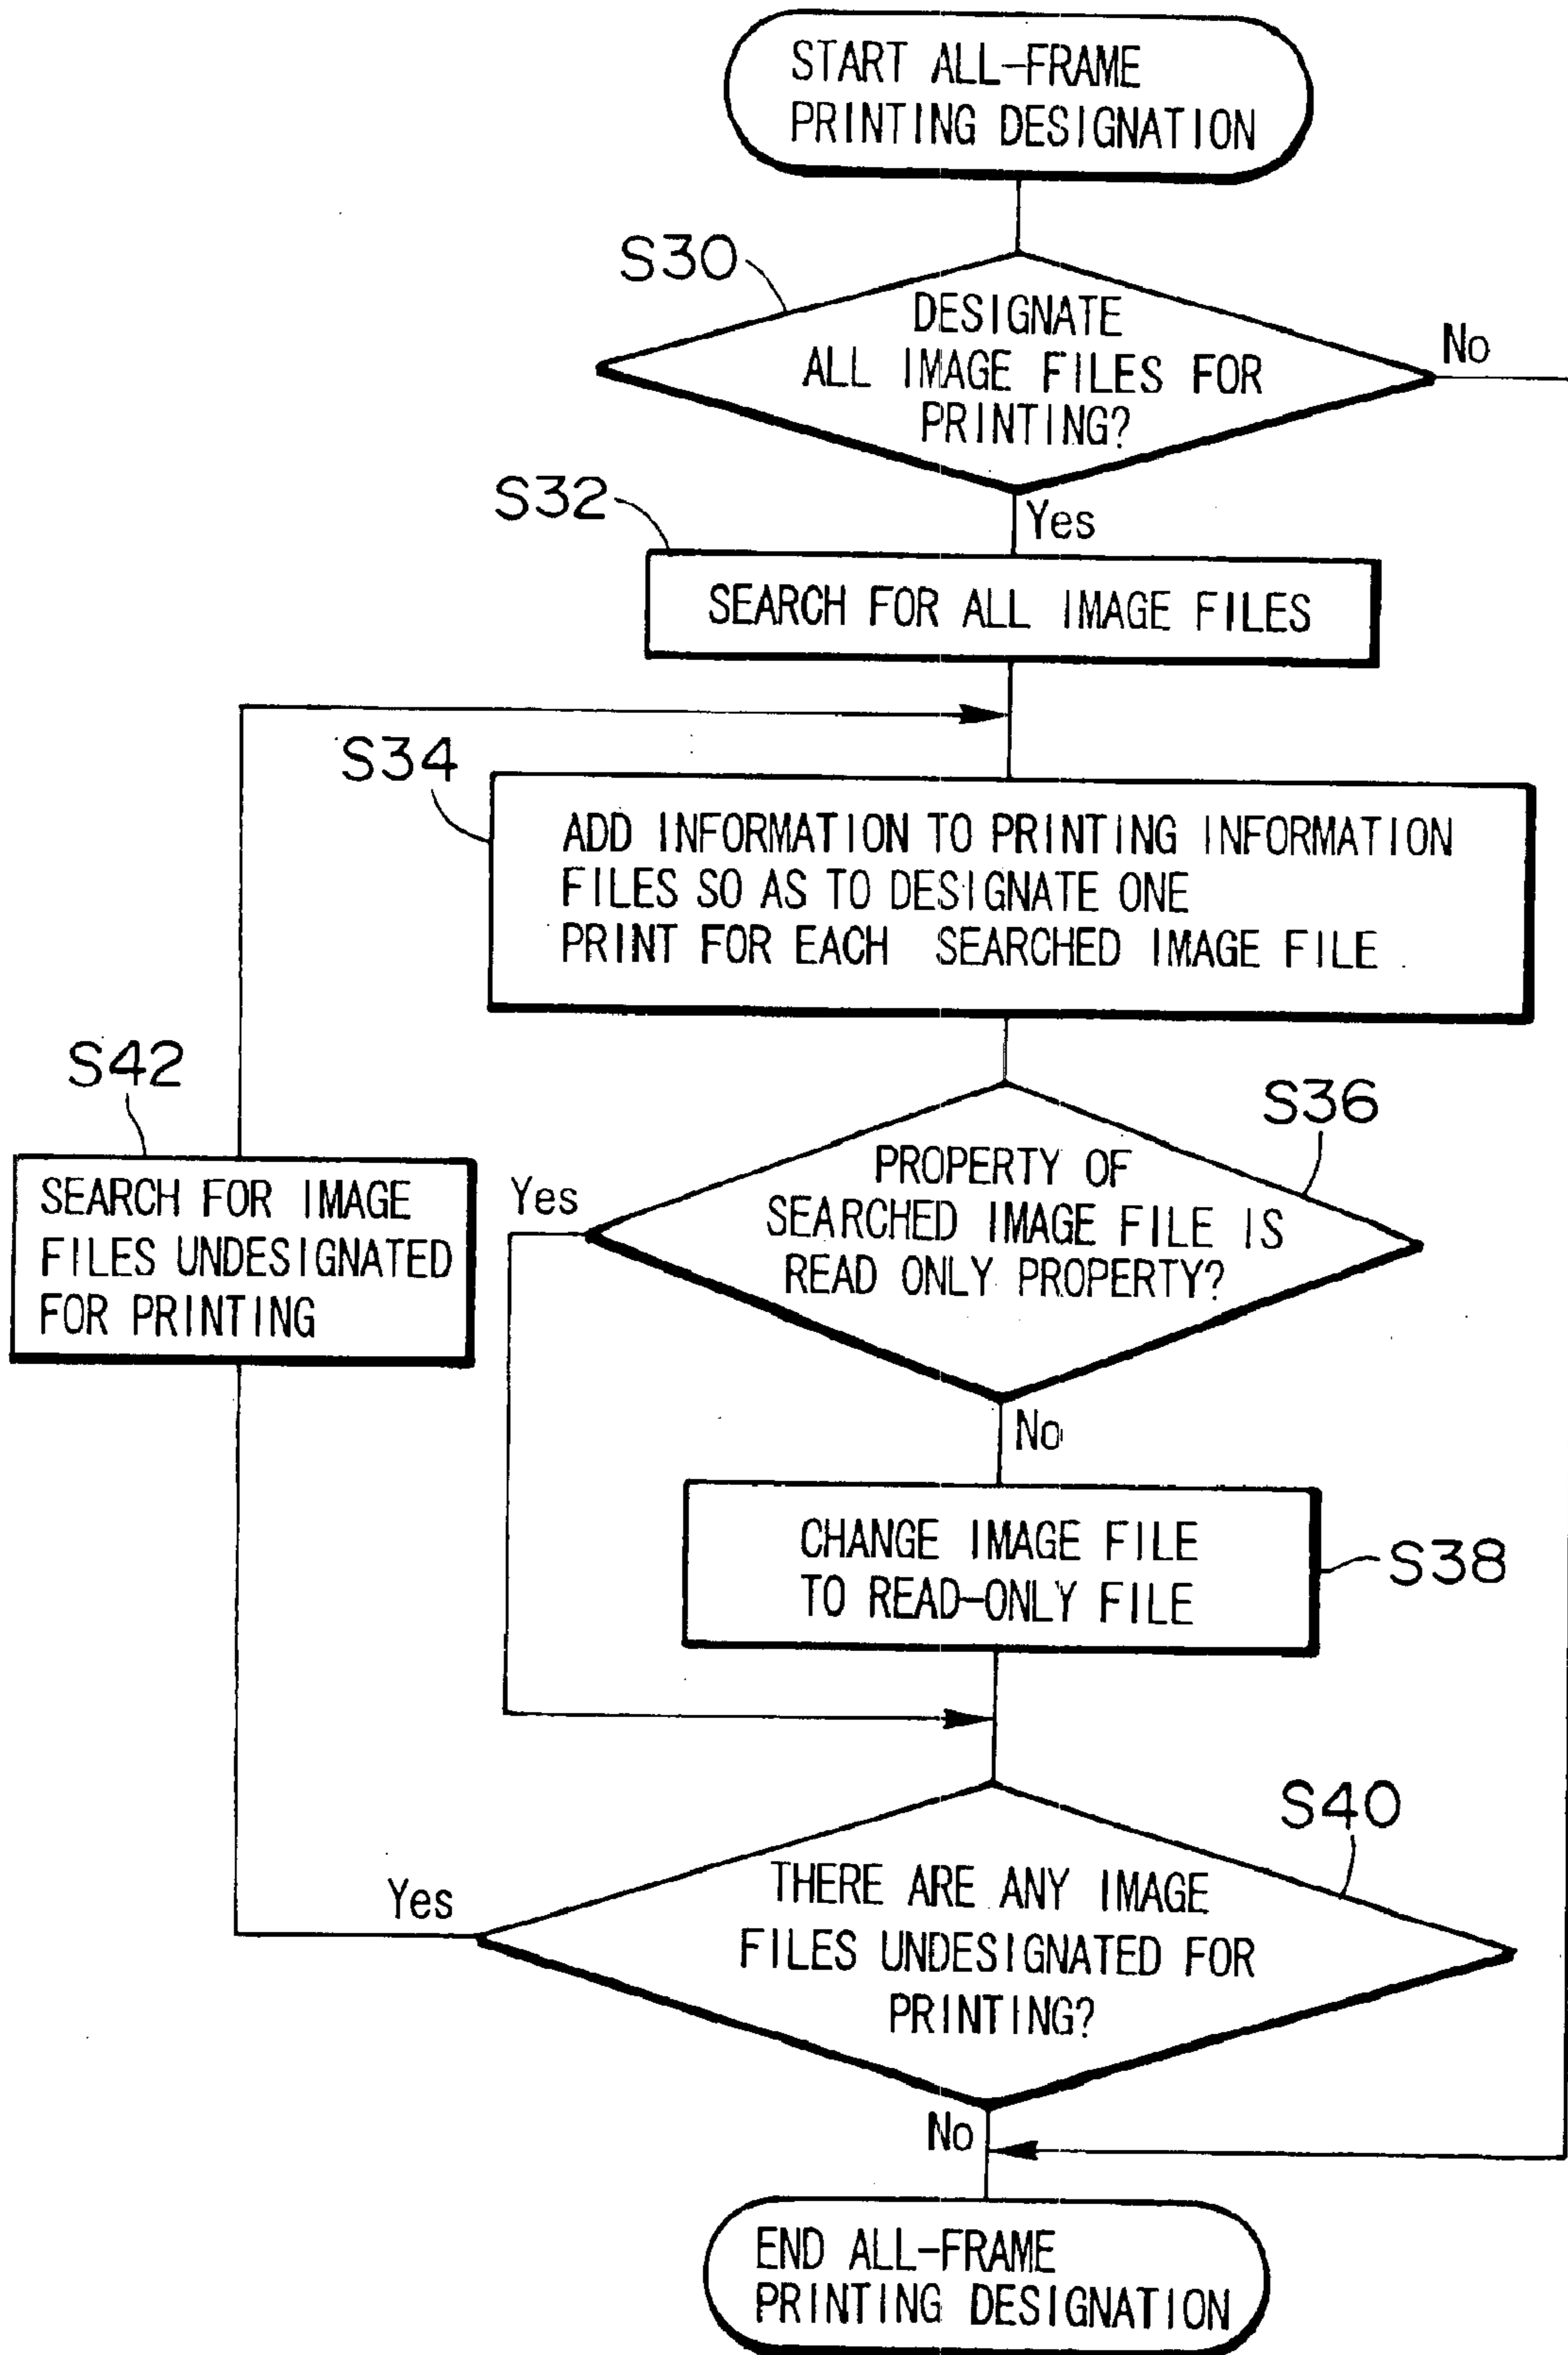 START ALL-FRAME
PRINTING DESIGNATION
S30
DESIGNATE
ALL IMAGE FILES FOR
PRINTING?
No
S32
Yes
SEARCH FOR ALL IMAGE FILES
S34
ADD INFORMATION TO PRINTING INFORMATION
FILES SO AS TO DESIGNATE ONE
PRINT FOR EACH SEARCHED IMAGE FILE
S42
SEARCH FOR IMAGE
FILES UNDESIGNATED
FOR PRINTING
S36
Yes
PROPERTY OF
SEARCHED IMAGE FILE IS
READ ONLY PROPERTY?
No
CHANGE IMAGE FILE
TO READ-ONLY FILE
S38
S40
Yes
THERE ARE ANY IMAGE
FILES UNDESIGNATED FOR
PRINTING?
No
END ALL-FRAME
PRINTING DESIGNATION